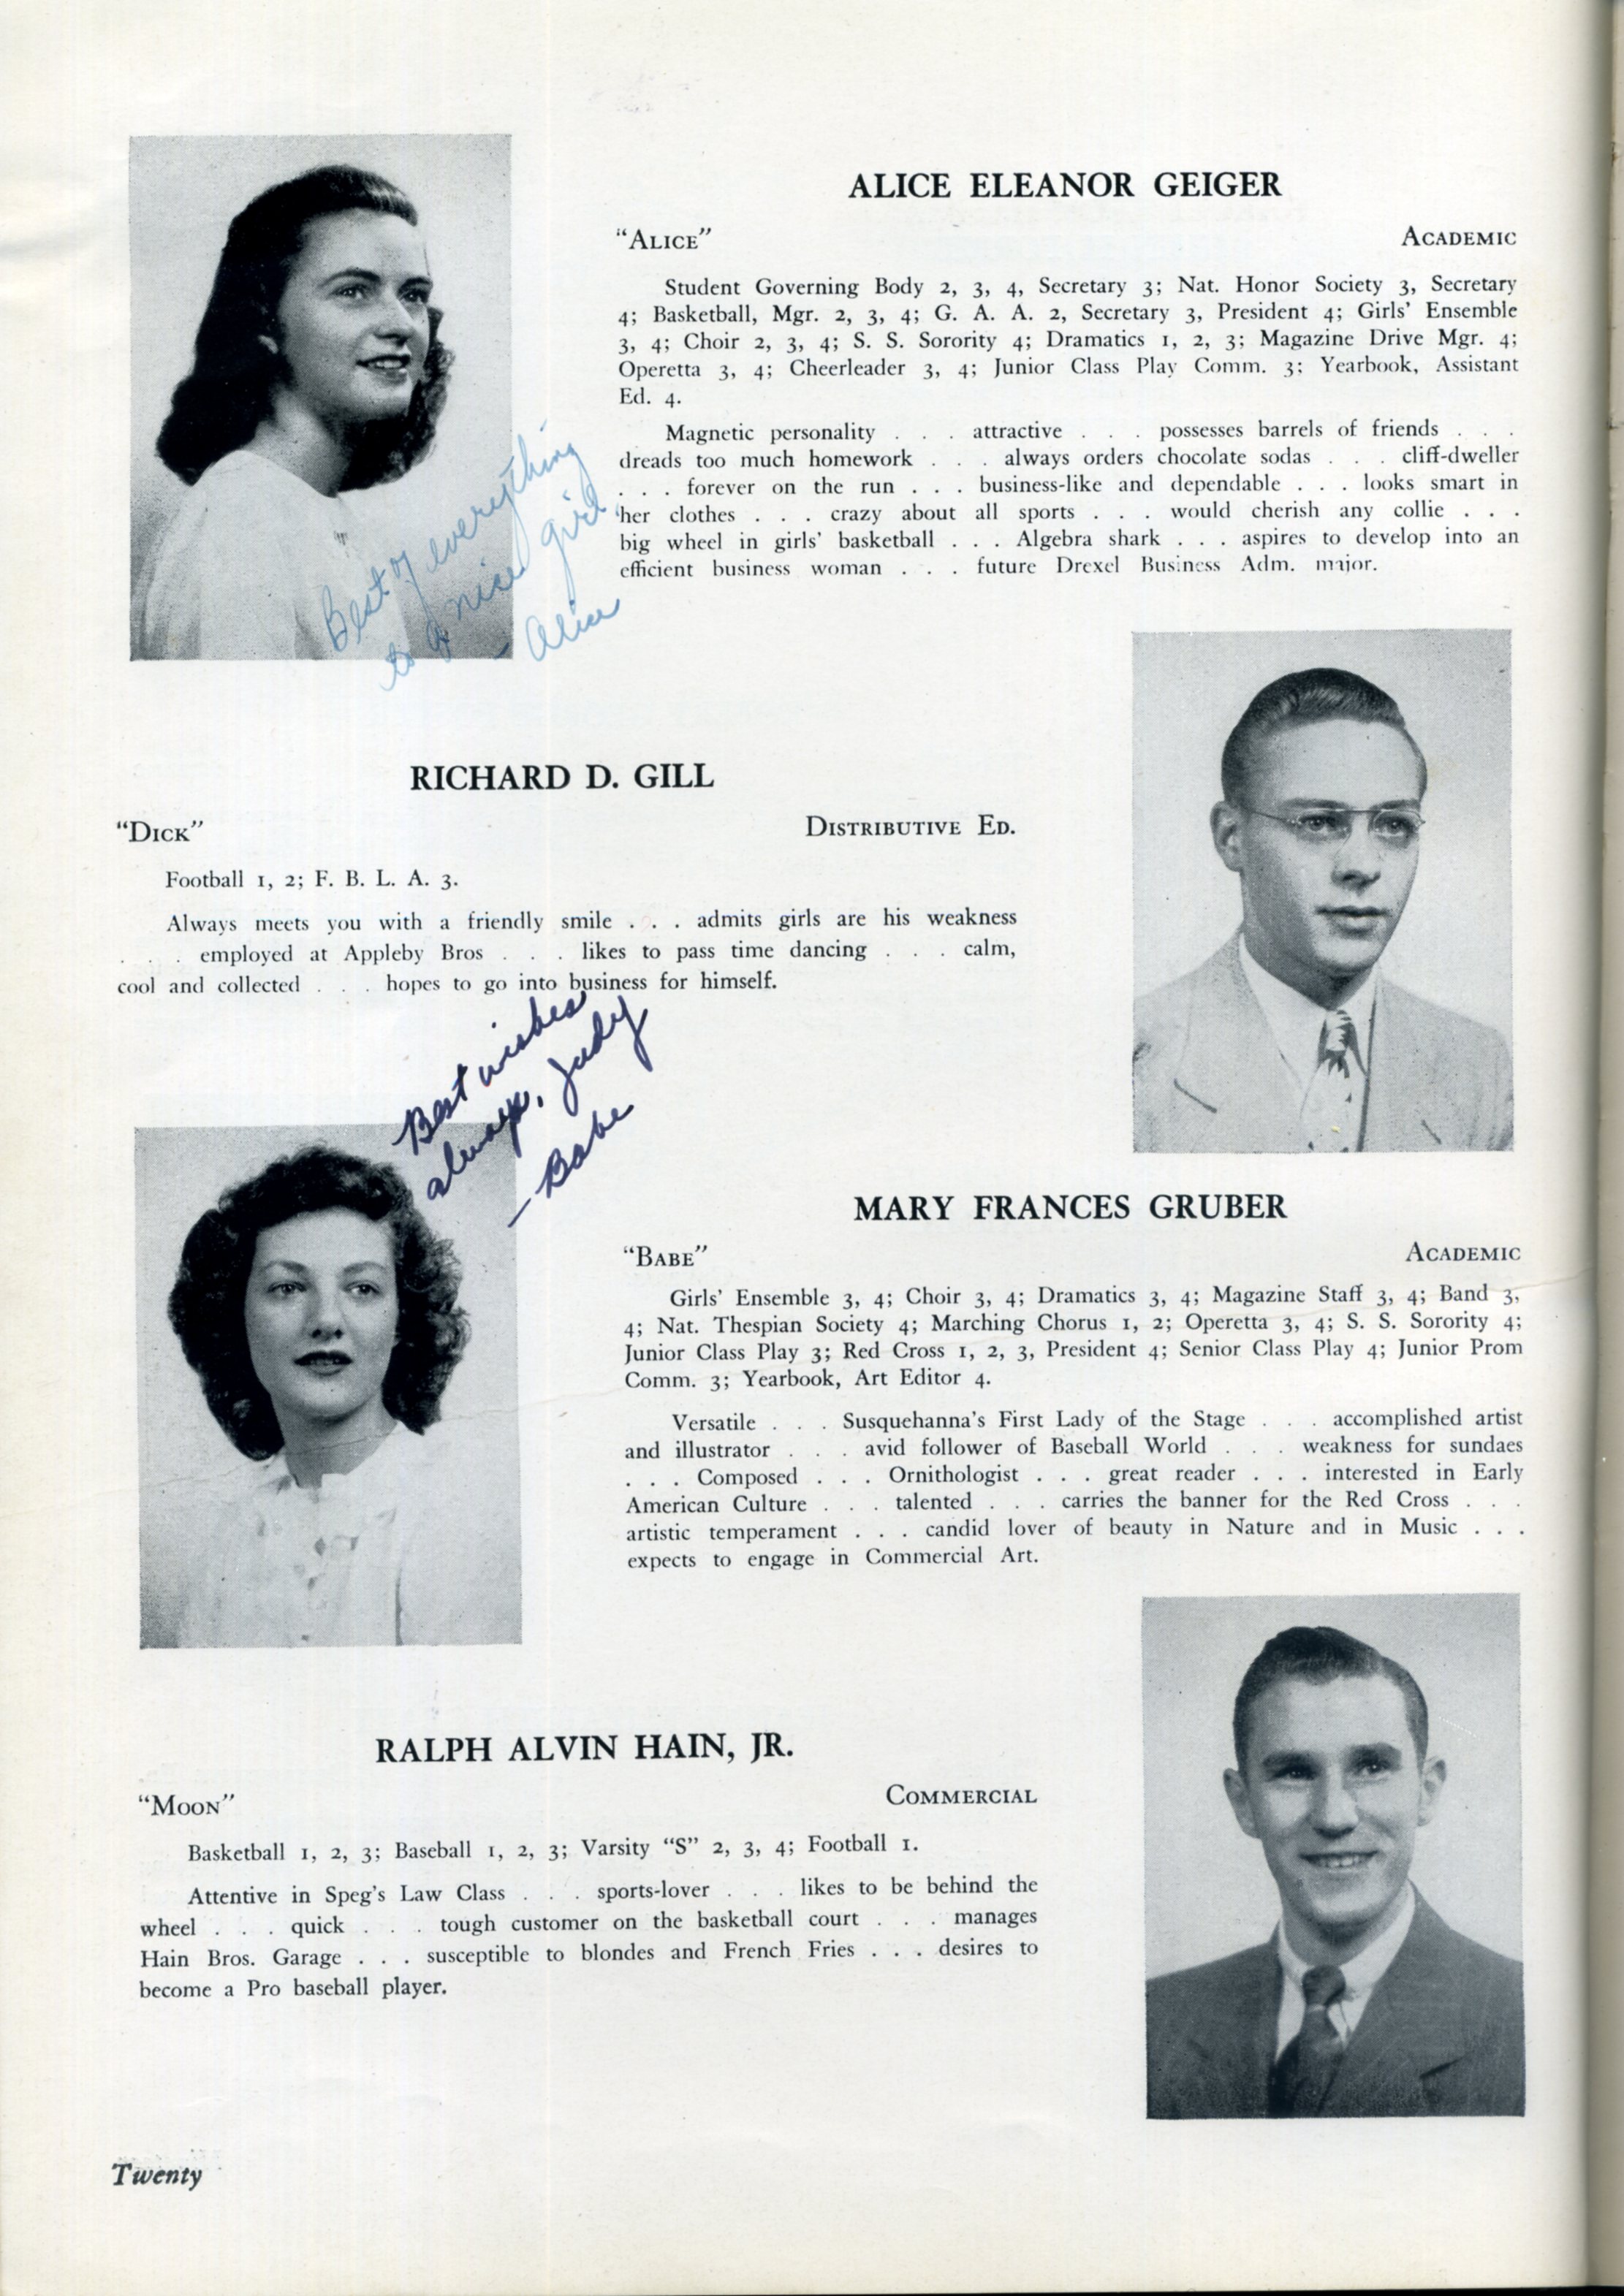 ALICE ELEANOR GEIGER
"ALICE" ACADEMIC
Student Governing Body 2, 3, 4, Secretary 3; Nat. Honor Society 3, Secretary
4; Basketball, Mgr. 2, 3, 4; G. A. A. 2, Secretary 3, President 4; Girls' Ensemble
3, 4; Choir 2, 3, 4; S. S. Sorority 4; Dramatics 1, 2, 3; Magazine Drive Mgr. 4;
Operetta 3, 4; Cheerleader 3, 4; Junior Class Play Comm. 3; Yearbook, Assistant
Ed. 4.
Magnetic personality . . . attractive . . . possesses barrels of friends . . .
dreads too much homework . . . always orders chocolate sodas . . . cliff-dweller
. . . forever on the run . . . business-like and dependable . . . looks smart in
her clothes . . . crazy about all sports . . . would cherish any collie . . .
big wheel in girls' basketball . . . Algebra shark . . . aspires to develop into an
efficient business woman . . . future Drexel Business Adm. major.
Best of everything
to a nice girl
- Alice
RICHARD D. GILL
"DICK" DISTRIBUTIVE ED.
Football 1, 2; F. B. L. A. 3.
Always meets you with a friendly smile . . . admits girls are his weakness
. . . employed at Appleby Bros . . . likes to pass time dancing . . . calm,
cool and collected . . . hopes to go into business for himself.
Best wishes
always, Judy
- Babe
MARY FRANCES GRUBER
"BABE" ACADEMIC
Girls' Ensemble 3, 4; Choir 3, 4; Dramatics 3, 4; Magazine Staff 3, 4; Band 3,
4; Nat. Thespian Society 4; Marching Chorus 1, 2; Operetta 3, 4; S. S. Sorority 4;
Junior Class Play 3; Red Cross 1, 2, 3, President 4; Senior Class Play 4; Junior Prom
Comm. 3; Yearbook, Art Editor 4.
Versatile . . . Susquehanna's First Lady of the Stage . . . accomplished artist
and illustrator . . . avid follower of Baseball World . . . weakness for sundaes
. . . Composed . . . Ornithologist . . . great reader . . . interested in Early
American Culture . . . talented . . . carries the banner for the Red Cross . . .
artistic temperament . . . candid lover of beauty in Nature and in Music . . .
expects to engage in Commercial Art.
RALPH ALVIN HAIN, JR.
"MOON" COMMERCIAL
Basketball 1, 2, 3; Baseball 1, 2, 3; Varsity "S" 2, 3, 4; Football 1.
Attentive in Speg's Law Class . . . sports-lover . . . likes to be behind the
wheel . . . quick . . . tough customer on the basketball court . . . manages
Hain Bros. Garage . . . susceptible to blondes and French Fries . . . desires to
become a Pro baseball player.
Twenty